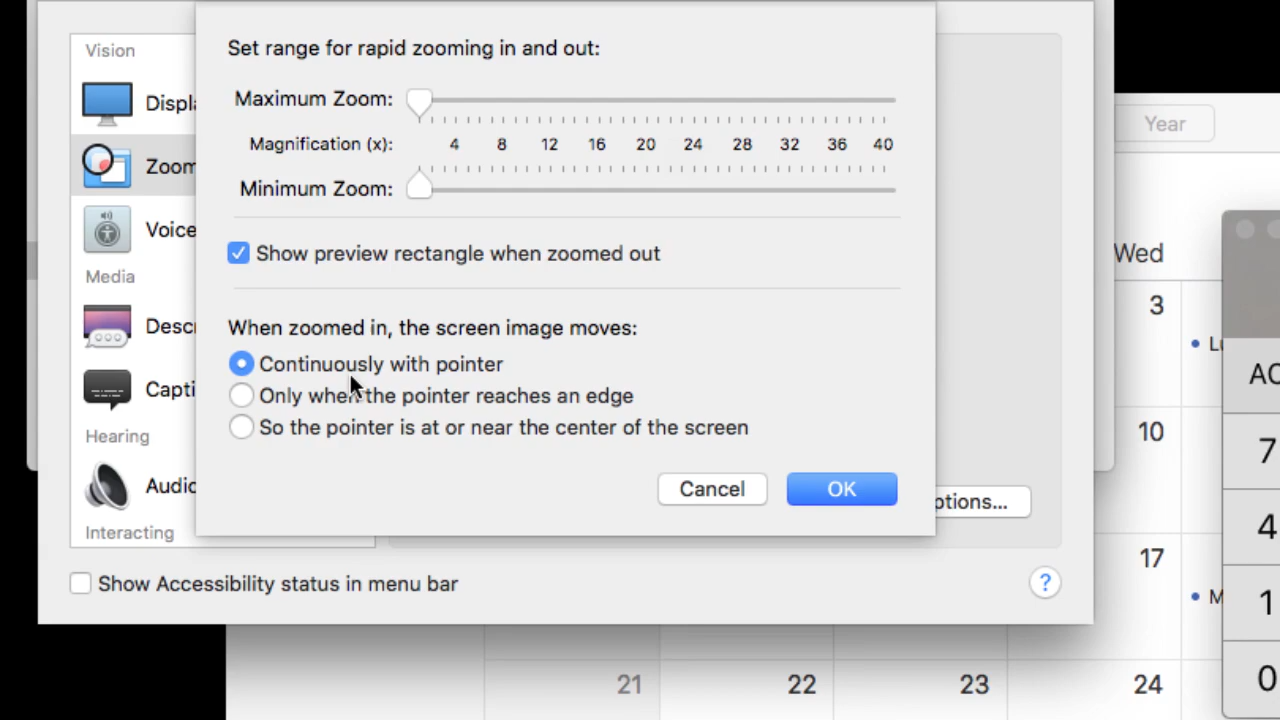 Vision
Displ
Zoom
Voice
Media
Descr
Capti
Hearing
Audio
Interacting
Set range for rapid zooming in and out:
Maximum Zoom:
Magnification (x): 4 8 12 16 20 24 28 32 36 40
Minimum Zoom:
Show preview rectangle when zoomed out
When zoomed in, the screen image moves:
Continuously with pointer
Only when the pointer reaches an edge
So the pointer is at or near the center of the screen
Cancel OK
ptions...
Show Accessibility status in menu bar
?
Year
Wed
3
10
17
21 22 23 24
AC
7
4
1
0